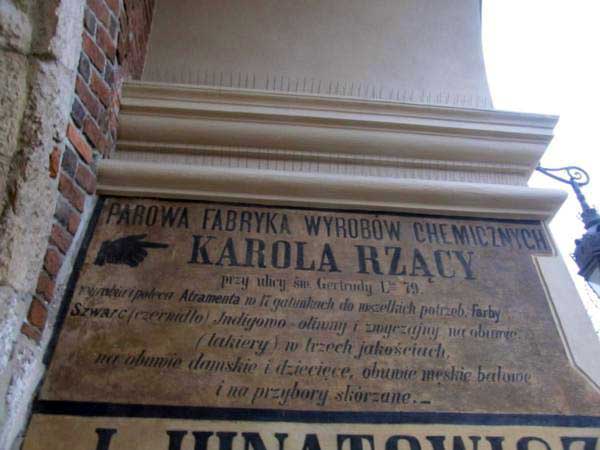 PAROWA FABRYKA WYROBÓW CHEMICZNYCH
KAROLA RZĄCY
przy ulicy św. Gertrudy L. 79
wyrabia i poleca Atramenta w 17 gatunkach do wszelkich potrzeb, Farby
Szwarc (czernidło) Indigowo-oliwny i zwyczajny, na obuwie.
(lakiery) w trzech jakościach,
na obuwie damskie i dziecięce, obuwie męskie balowe
i na przybory skórzane._